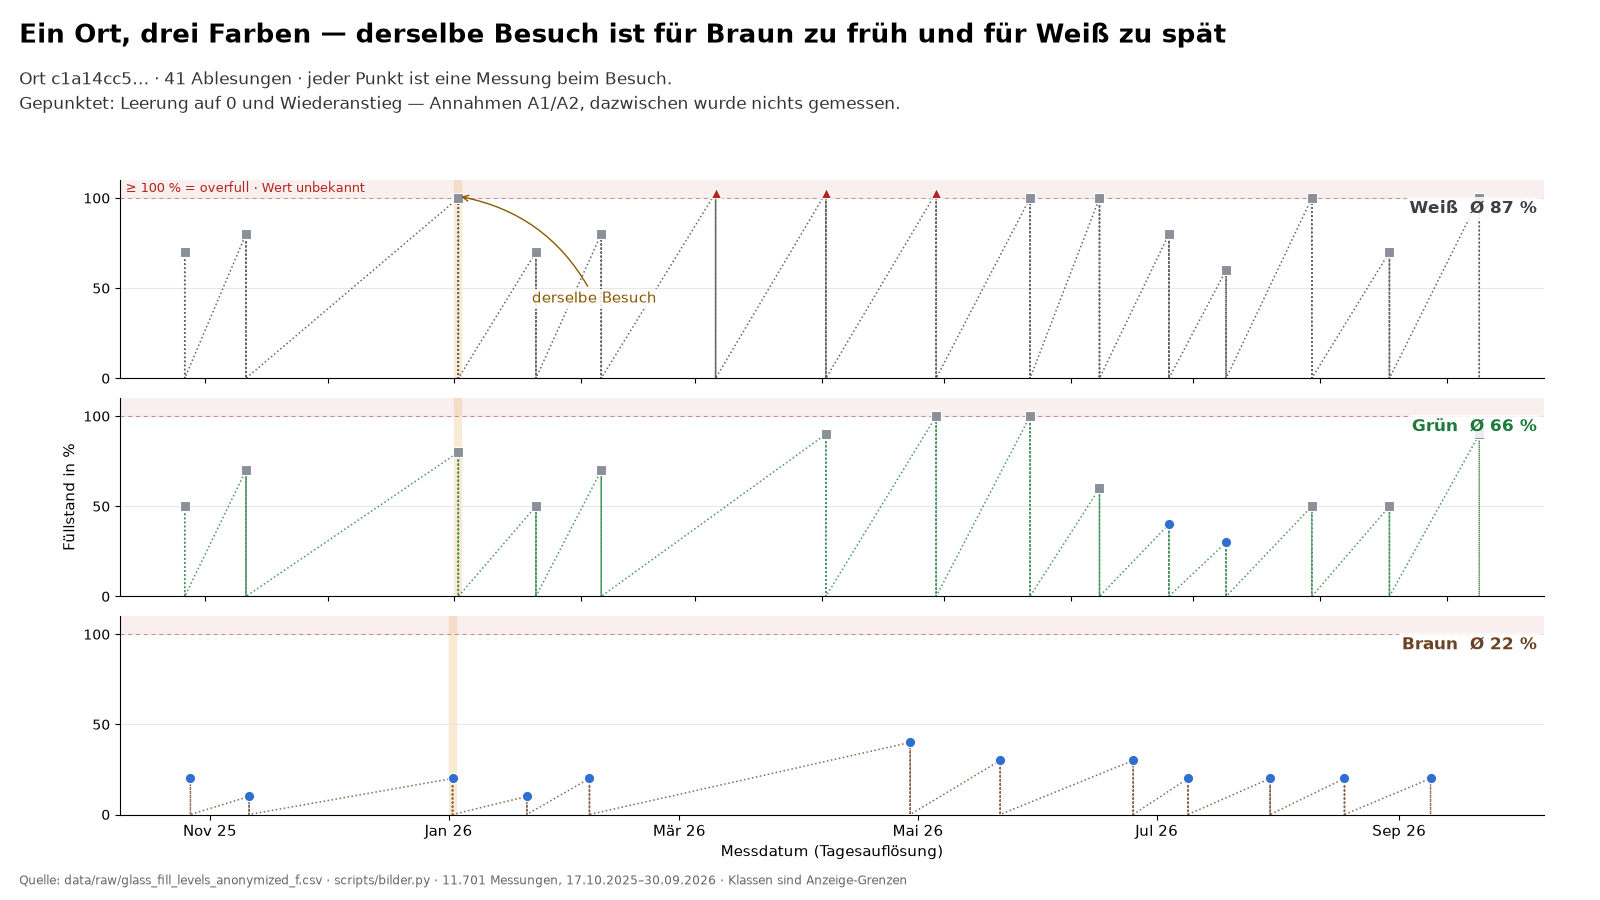 Ein Ort, drei Farben — derselbe Besuch ist für Braun zu früh und für Weiß zu spät
Ort c1a14cc5… · 41 Ablesungen · jeder Punkt ist eine Messung beim Besuch.
Gepunktet: Leerung auf 0 und Wiederanstieg — Annahmen A1/A2, dazwischen wurde nichts gemessen.
≥ 100 % = overfull · Wert unbekannt
100
Weiß Ø 87 %
50
derselbe Besuch
0
100
Grün Ø 66 %
Füllstand in %
50
0
100
Braun Ø 22 %
50
0
Nov 25
Jan 26
Mär 26
Mai 26
Jul 26
Sep 26
Messdatum (Tagesauflösung)
Quelle: data/raw/glass_fill_levels_anonymized_f.csv · scripts/bilder.py · 11.701 Messungen, 17.10.2025–30.09.2026 · Klassen sind Anzeige-Grenzen